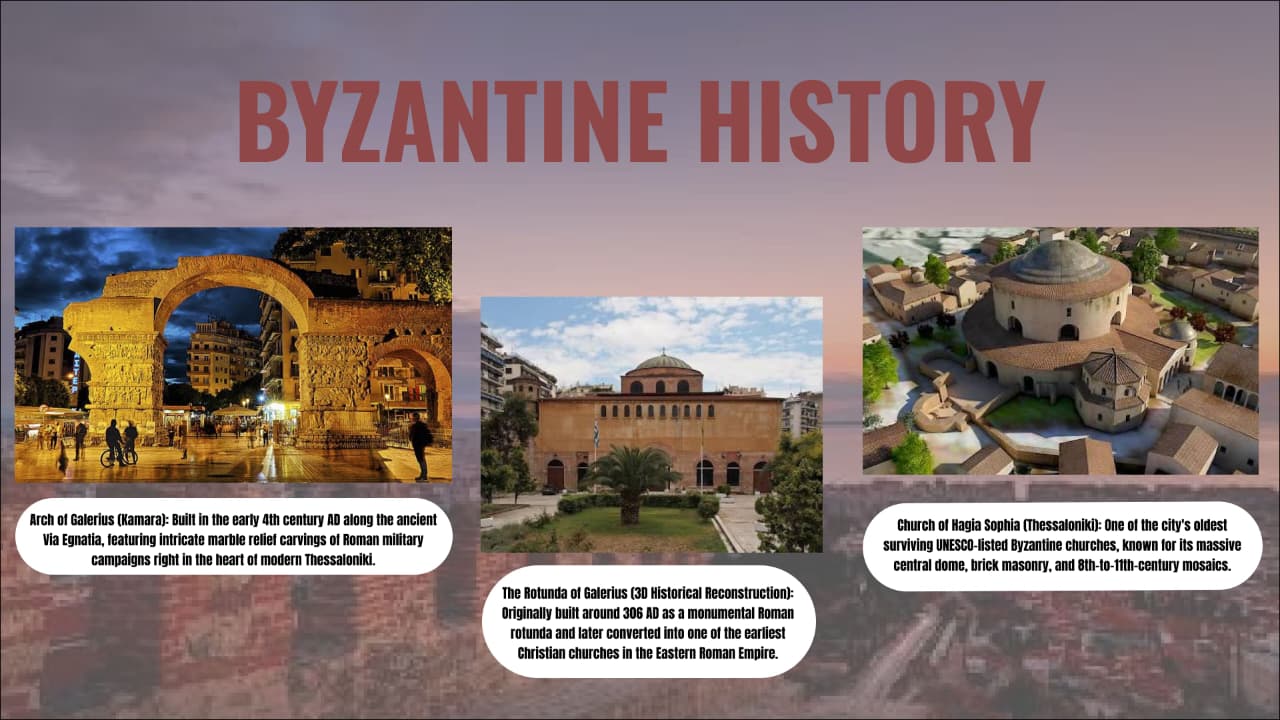 BYZANTINE HISTORY
Arch of Galerius (Kamara): Built in the early 4th century AD along the ancient
Via Egnatia, featuring intricate marble relief carvings of Roman military
campaigns right in the heart of modern Thessaloniki.
The Rotunda of Galerius (3D Historical Reconstruction):
Originally built around 306 AD as a monumental Roman
rotunda and later converted into one of the earliest
Christian churches in the Eastern Roman Empire.
Church of Hagia Sophia (Thessaloniki): One of the city's oldest
surviving UNESCO-listed Byzantine churches, known for its massive
central dome, brick masonry, and 8th-to-11th-century mosaics.